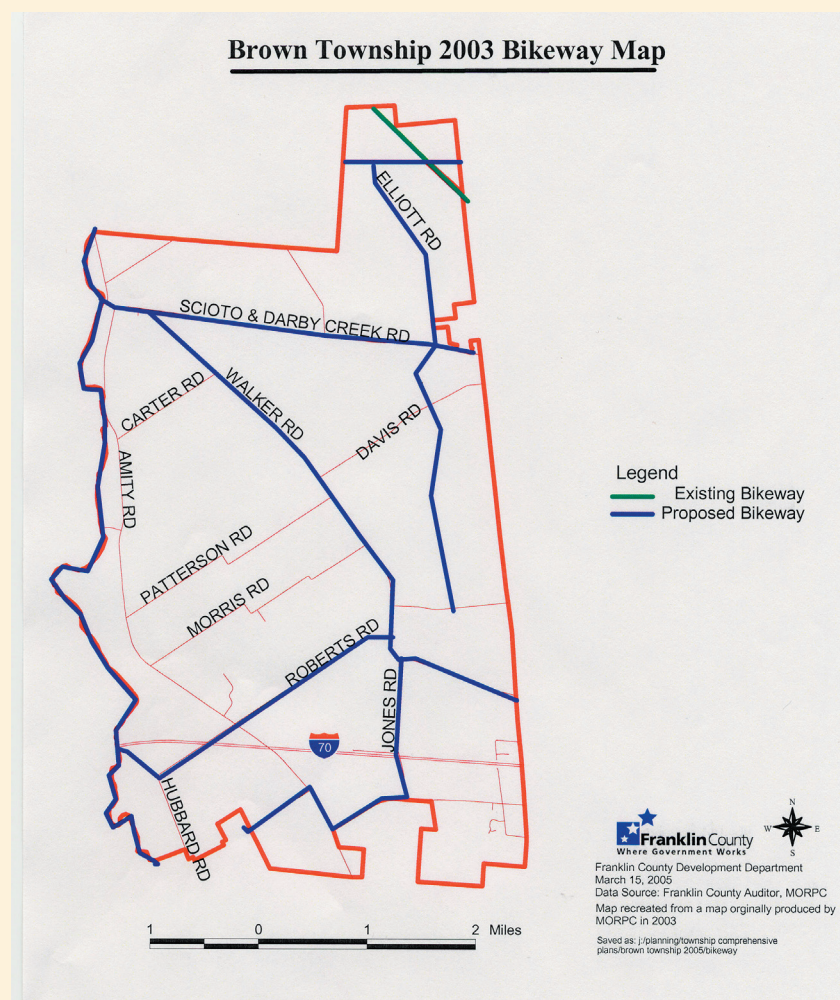 Brown Township 2003 Bikeway Map
ELLIOTT RD
SCIOTO & DARBY CREEK RD
CARTER RD
WALKER RD
DAVIS RD
AMITY RD
PATTERSON RD
MORRIS RD
ROBERTS RD
JONES RD
70
HUBBARD RD
Legend
Existing Bikeway
Proposed Bikeway
N
W E
S
Franklin County
Where Government Works
Franklin County Development Department
March 15, 2005
Data Source: Franklin County Auditor, MORPC
Map recreated from a map orginally produced by
MORPC in 2003
Saved as: j:/planning/township comprehensive
plans/brown township 2005/bikeway
1 0 1 2 Miles